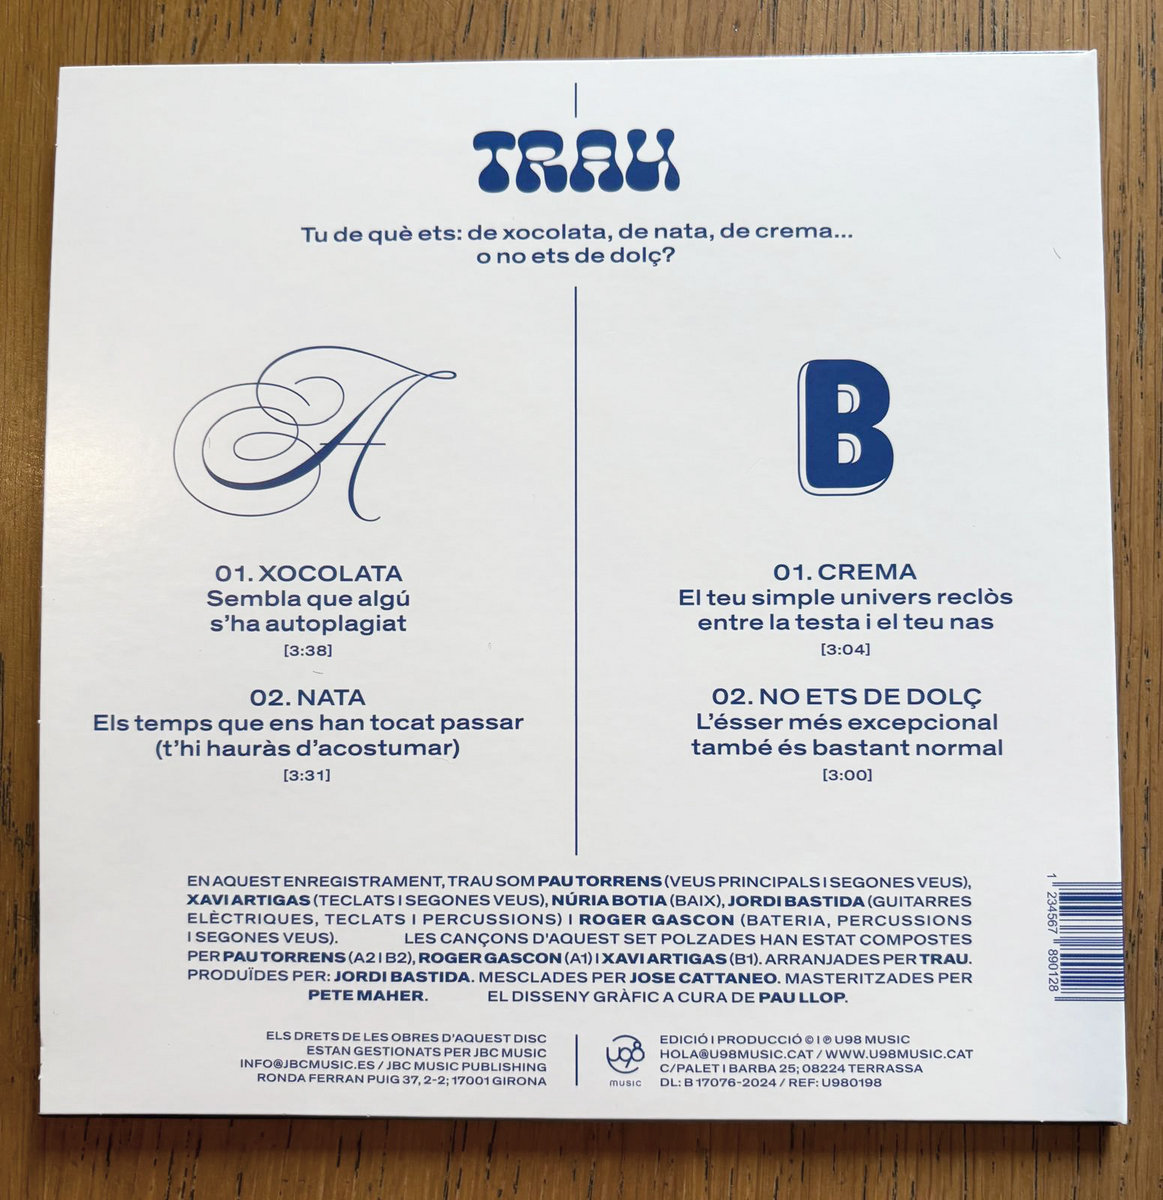 TRAU
Tu de què ets: de xocolata, de nata, de crema...
o no ets de dolç?
A
01. XOCOLATA
Sembla que algú
s'ha autoplagiat
[3:38]
02. NATA
Els temps que ens han tocat passar
(t'hi hauràs d'acostumar)
[3:31]
B
01. CREMA
El teu simple univers reclòs
entre la testa i el teu nas
[3:04]
02. NO ETS DE DOLÇ
L'ésser més excepcional
també és bastant normal
[3:00]
EN AQUEST ENREGISTRAMENT, TRAU SOM PAU TORRENS (VEUS PRINCIPALS I SEGONES VEUS),
XAVI ARTIGAS (TECLATS I SEGONES VEUS), NÚRIA BOTIA (BAIX), JORDI BASTIDA (GUITARRES
ELÈCTRIQUES, TECLATS I PERCUSSIONS) I ROGER GASCON (BATERIA, PERCUSSIONS
I SEGONES VEUS). LES CANÇONS D'AQUEST SET POLZADES HAN ESTAT COMPOSTES
PER PAU TORRENS (A2 I B2), ROGER GASCON (A1) I XAVI ARTIGAS (B1). ARRANJADES PER TRAU.
PRODUÏDES PER: JORDI BASTIDA. MESCLADES PER JOSE CATTANEO. MASTERITZADES PER
PETE MAHER. EL DISSENY GRÀFIC A CURA DE PAU LLOP.
1 234567 890128
ELS DRETS DE LES OBRES D'AQUEST DISC
ESTAN GESTIONATS PER JBC MUSIC
INFO@JBCMUSIC.ES / JBC MUSIC PUBLISHING
RONDA FERRAN PUIG 37, 2-2; 17001 GIRONA
U98
MUSIC
EDICIÓ I PRODUCCIÓ © I ℗ U98 MUSIC
HOLA@U98MUSIC.CAT / WWW.U98MUSIC.CAT
C/PALET I BARBA 25; 08224 TERRASSA
DL: B 17076-2024 / REF: U980198